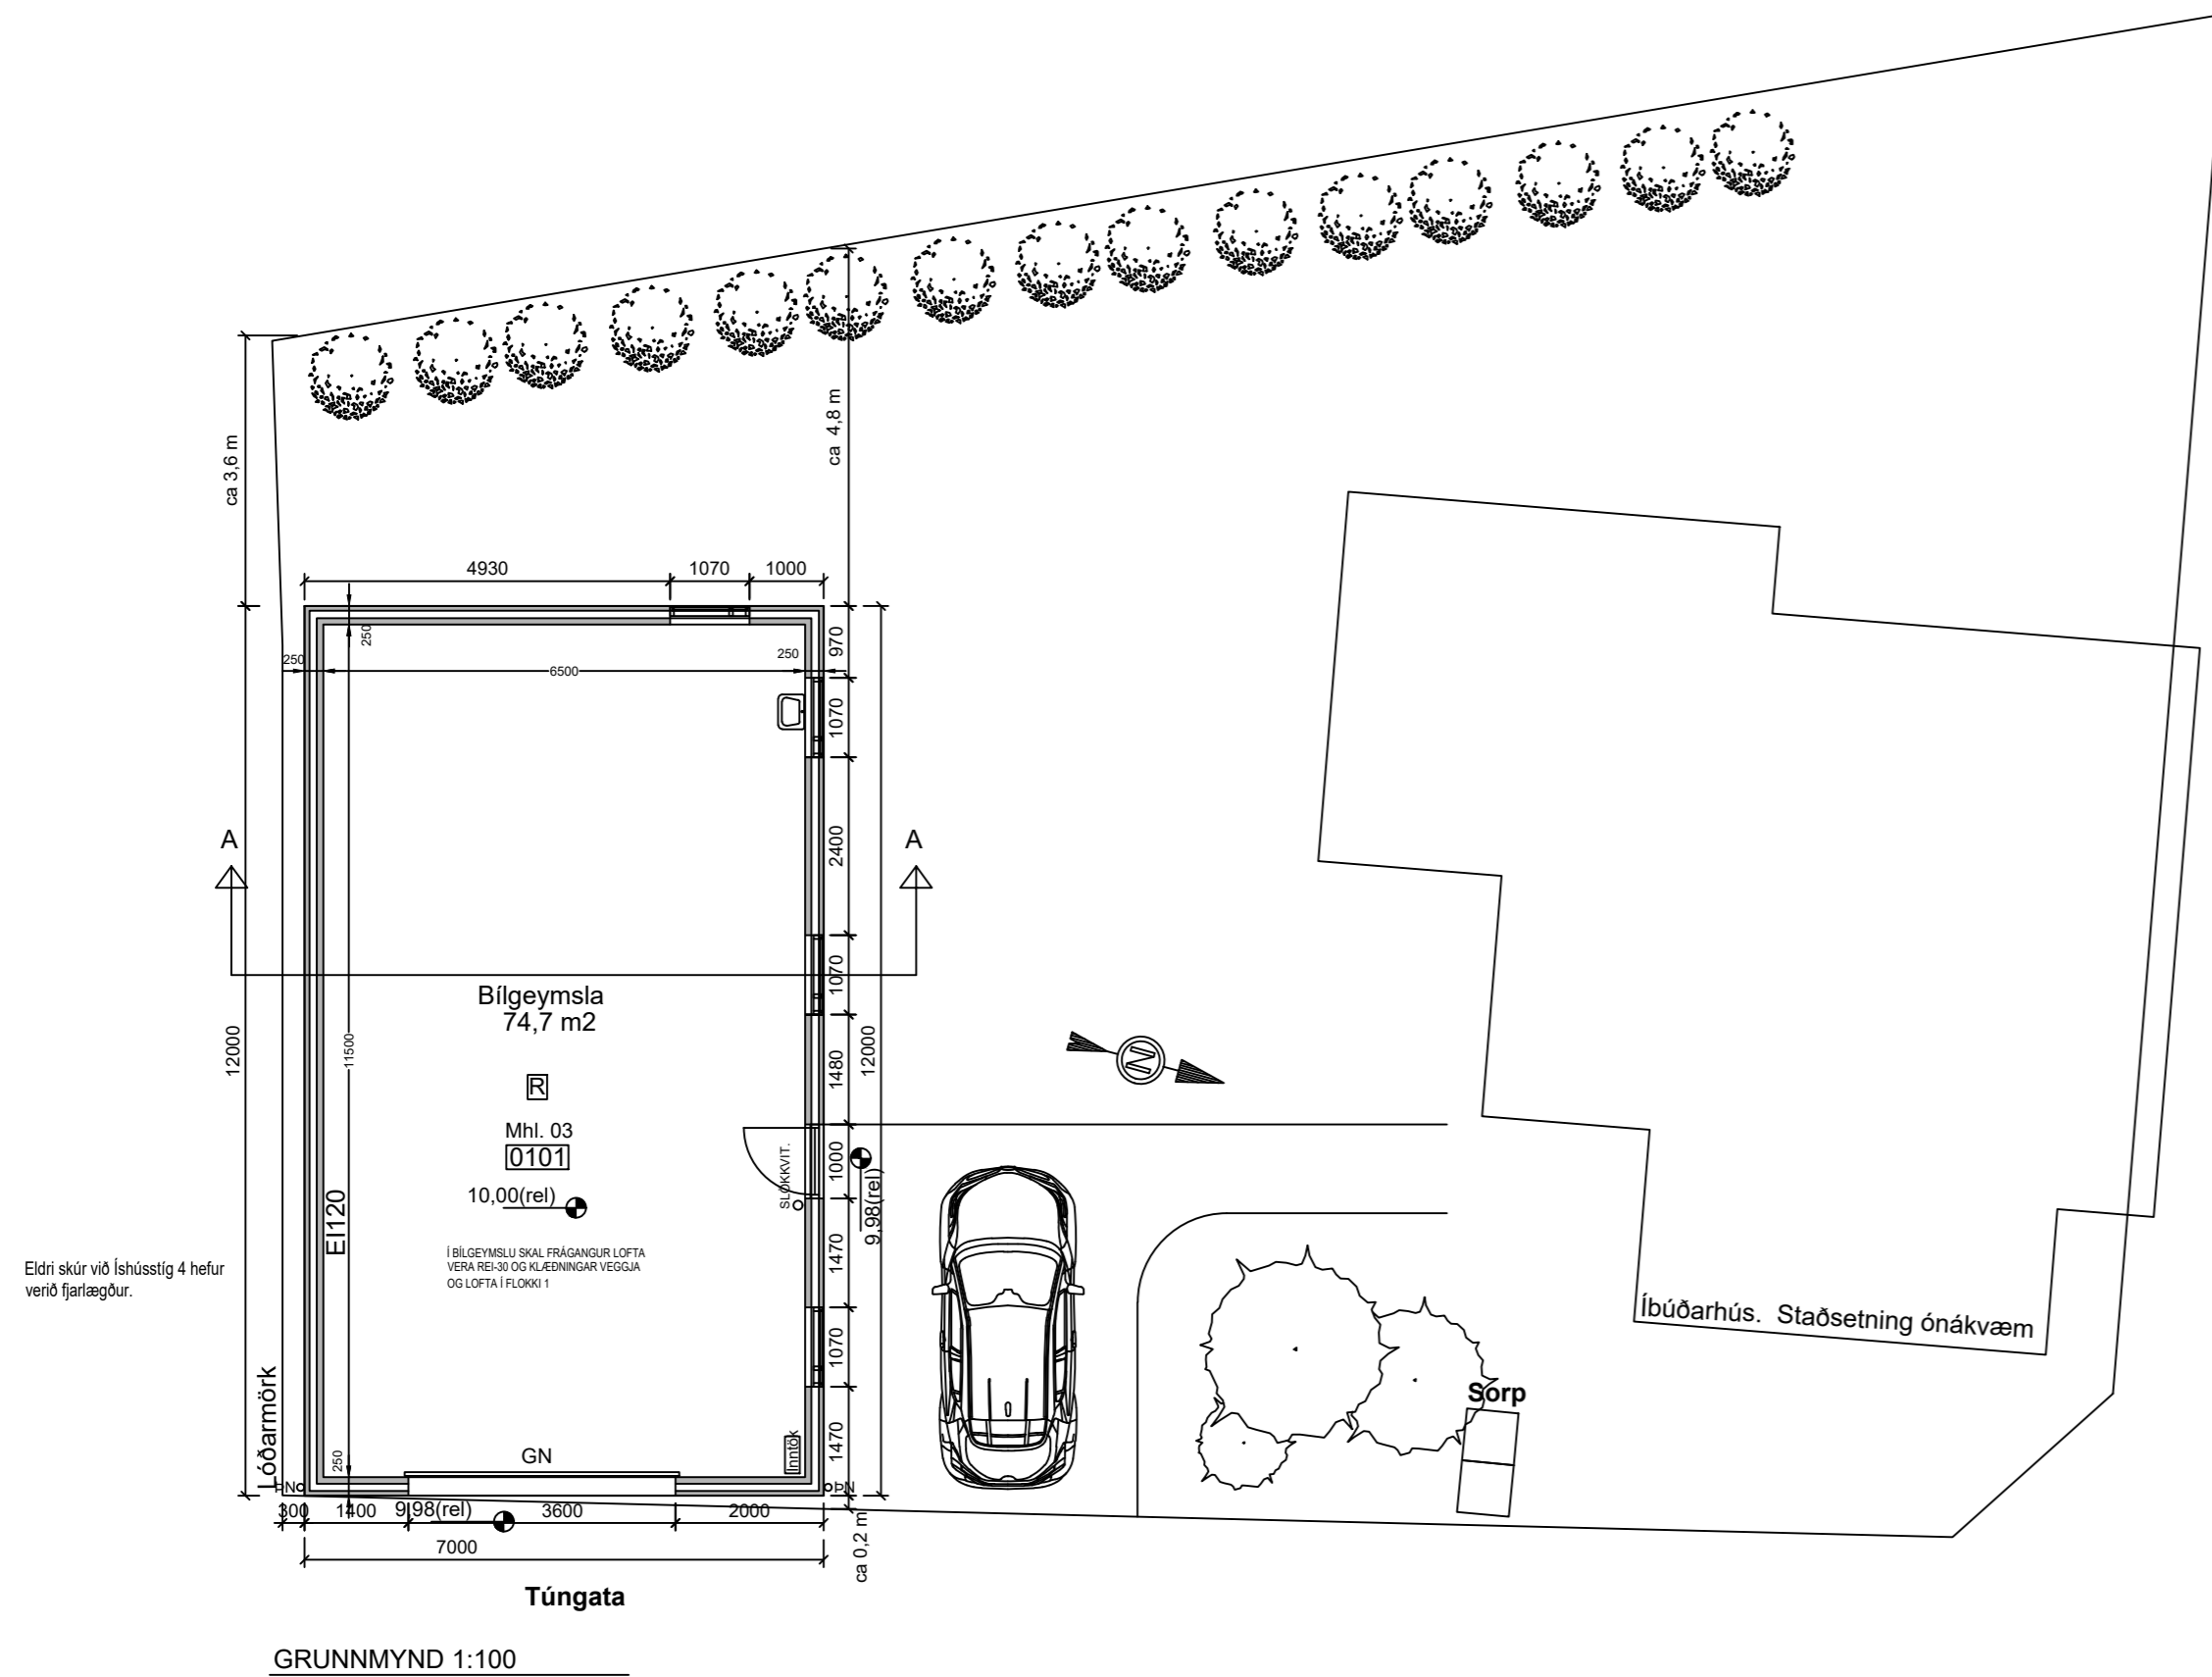 ca 3,6 m
ca 4,8 m
4930
1070
1000
250
250
6500
250
970
1070
2400
1070
1480
1000
1470
1070
1470
12000
A
A
12000
11500
Bílgeymsla
74,7 m2
R
Mhl. 03
0101
10,00(rel)
EI120
SLÖKKVIT.
9,98(rel)
Í BÍLGEYMSLU SKAL FRÁGANGUR LOFTA
VERA REI-30 OG KLÆÐNINGAR VEGGJA
OG LOFTA Í FLOKKI 1
Eldri skúr við Íshússtíg 4 hefur
verið fjarlægður.
N
Íbúðarhús. Staðsetning ónákvæm
Sorp
Lóðarmörk
250
GN
Inntök
ÞN
ÞN
300
1400
9,98(rel)
3600
2000
7000
ca 0,2 m
Túngata
GRUNNMYND 1:100